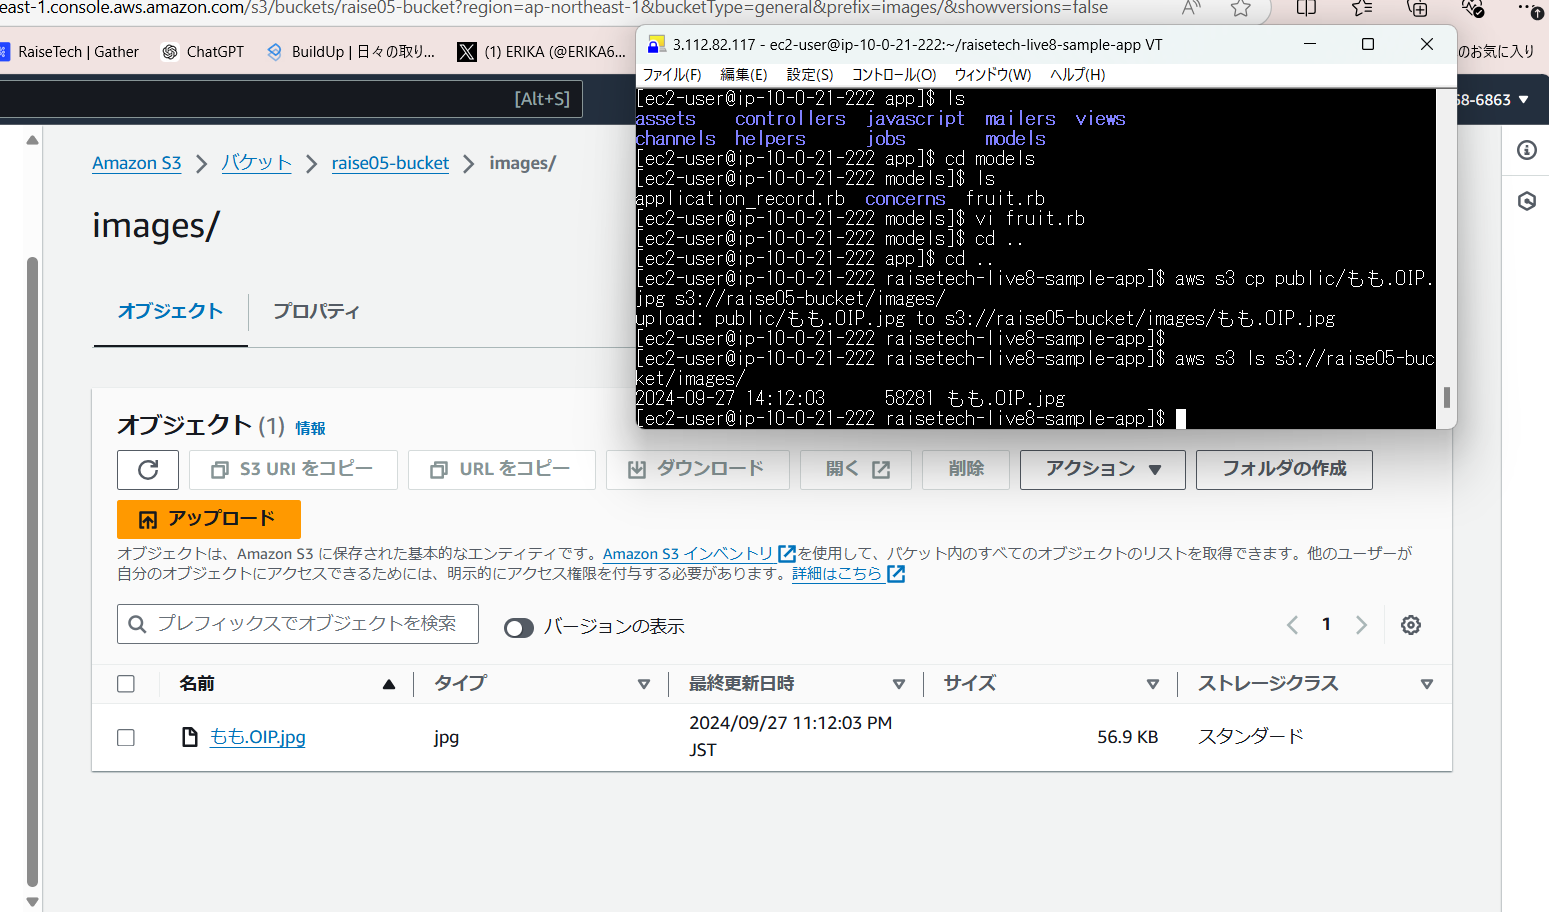 east-1.console.aws.amazon.com/s3/buckets/raise05-bucket?region=ap-northeast-1&bucketType=general&prefix=images/&showversions=false
RaiseTech | Gather
ChatGPT
BuildUp | 日々の取り...
(1) ERIKA (@ERIKA6...
のお気に入り
[Alt+S]
58-6863
3.112.82.117 - ec2-user@ip-10-0-21-222:~/raisetech-live8-sample-app VT
ファイル(F) 編集(E) 設定(S) コントロール(O) ウィンドウ(W) ヘルプ(H)
[ec2-user@ip-10-0-21-222 app]$ ls
assets controllers javascript mailers views
channels helpers jobs models
[ec2-user@ip-10-0-21-222 app]$ cd models
[ec2-user@ip-10-0-21-222 models]$ ls
application_record.rb concerns fruit.rb
[ec2-user@ip-10-0-21-222 models]$ vi fruit.rb
[ec2-user@ip-10-0-21-222 models]$ cd ..
[ec2-user@ip-10-0-21-222 app]$ cd ..
[ec2-user@ip-10-0-21-222 raisetech-live8-sample-app]$ aws s3 cp public/もも.OIP.
jpg s3://raise05-bucket/images/
upload: public/もも.OIP.jpg to s3://raise05-bucket/images/もも.OIP.jpg
[ec2-user@ip-10-0-21-222 raisetech-live8-sample-app]$
[ec2-user@ip-10-0-21-222 raisetech-live8-sample-app]$ aws s3 ls s3://raise05-buc
ket/images/
2024-09-27 14:12:03 58281 もも.OIP.jpg
[ec2-user@ip-10-0-21-222 raisetech-live8-sample-app]$
Amazon S3 > バケット > raise05-bucket > images/
images/
オブジェクト
プロパティ
オブジェクト (1) 情報
S3 URI をコピー
URL をコピー
ダウンロード
開く
削除
アクション
フォルダの作成
アップロード
オブジェクトは、Amazon S3 に保存された基本的なエンティティです。Amazon S3 インベントリを使用して、バケット内のすべてのオブジェクトのリストを取得できます。他のユーザーが
自分のオブジェクトにアクセスできるためには、明示的にアクセス権限を付与する必要があります。詳細はこちら
プレフィックスでオブジェクトを検索
バージョンの表示
1
名前
タイプ
最終更新日時
サイズ
ストレージクラス
もも.OIP.jpg
jpg
2024/09/27 11:12:03 PM
JST
56.9 KB
スタンダード